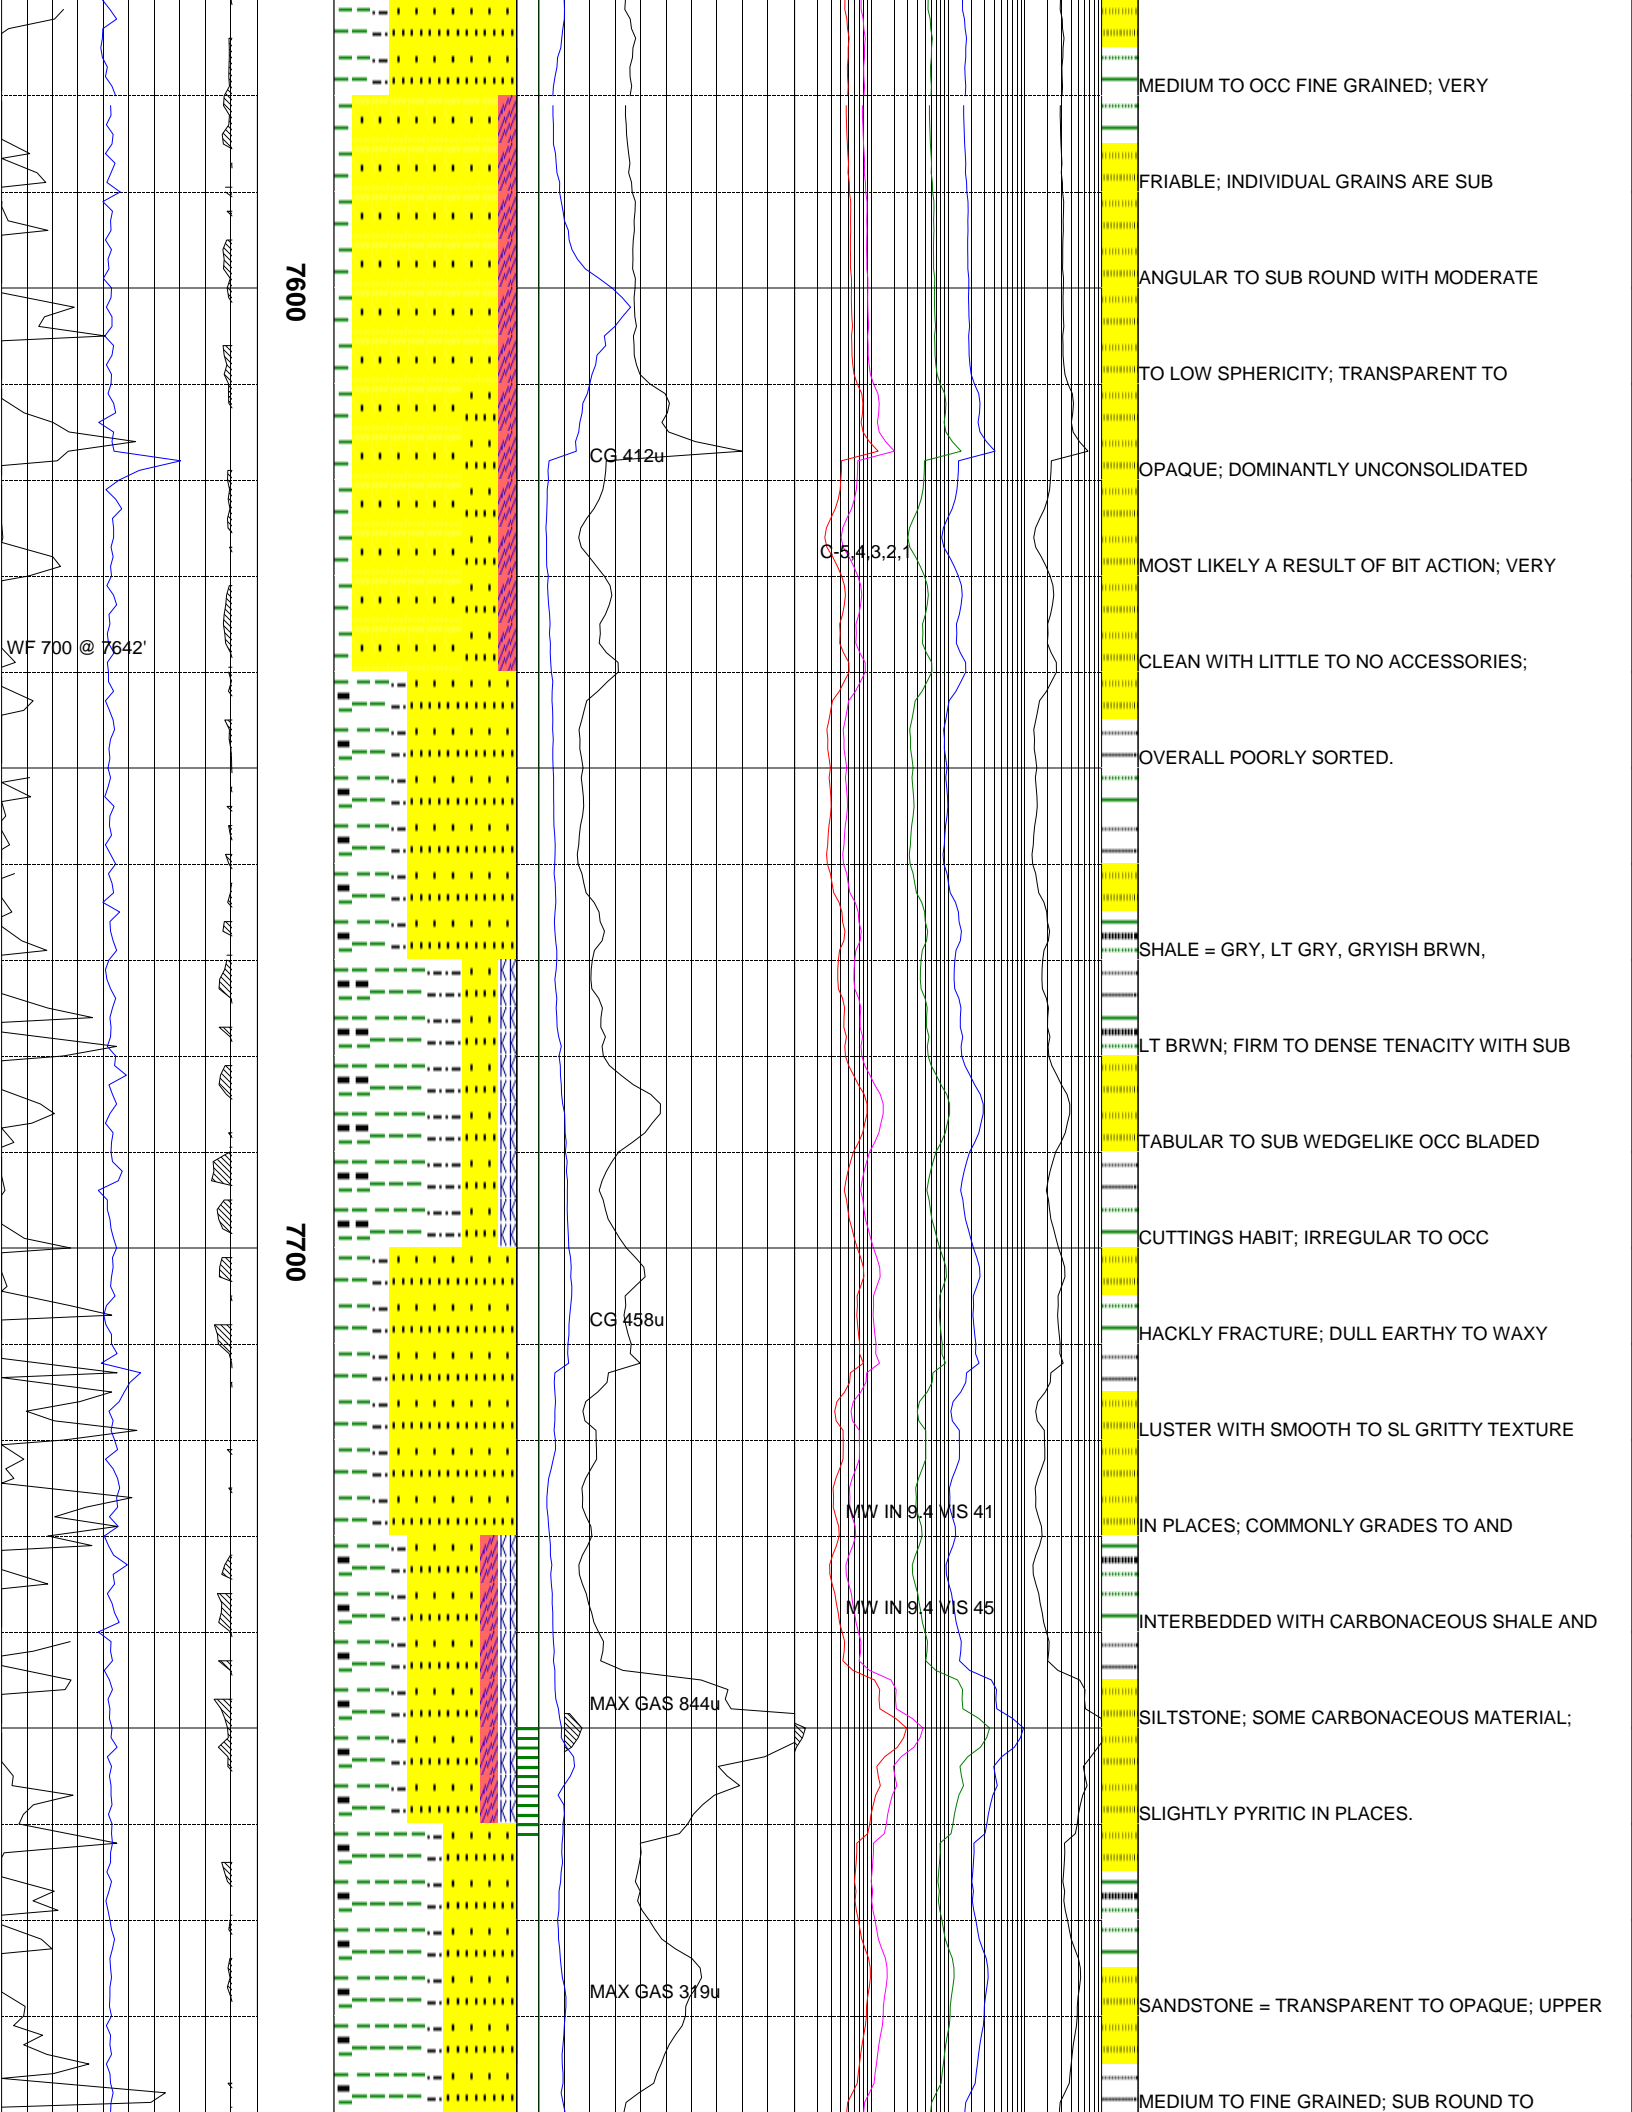 MEDIUM TO OCC FINE GRAINED; VERY
FRIABLE; INDIVIDUAL GRAINS ARE SUB
7600
ANGULAR TO SUB ROUND WITH MODERATE
TO LOW SPHERICITY; TRANSPARENT TO
CG 412u
OPAQUE; DOMINANTLY UNCONSOLIDATED
C-5,4,3,2,1
MOST LIKELY A RESULT OF BIT ACTION; VERY
WF 700 @ 7642'
CLEAN WITH LITTLE TO NO ACCESSORIES;
OVERALL POORLY SORTED.
SHALE = GRY, LT GRY, GRYISH BRWN,
LT BRWN; FIRM TO DENSE TENACITY WITH SUB
TABULAR TO SUB WEDGELIKE OCC BLADED
7700
CUTTINGS HABIT; IRREGULAR TO OCC
CG 458u
HACKLY FRACTURE; DULL EARTHY TO WAXY
LUSTER WITH SMOOTH TO SL GRITTY TEXTURE
MW IN 9.4 VIS 41
IN PLACES; COMMONLY GRADES TO AND
MW IN 9.4 VIS 45
INTERBEDDED WITH CARBONACEOUS SHALE AND
MAX GAS 844u
SILTSTONE; SOME CARBONACEOUS MATERIAL;
SLIGHTLY PYRITIC IN PLACES.
MAX GAS 319u
SANDSTONE = TRANSPARENT TO OPAQUE; UPPER
MEDIUM TO FINE GRAINED; SUB ROUND TO